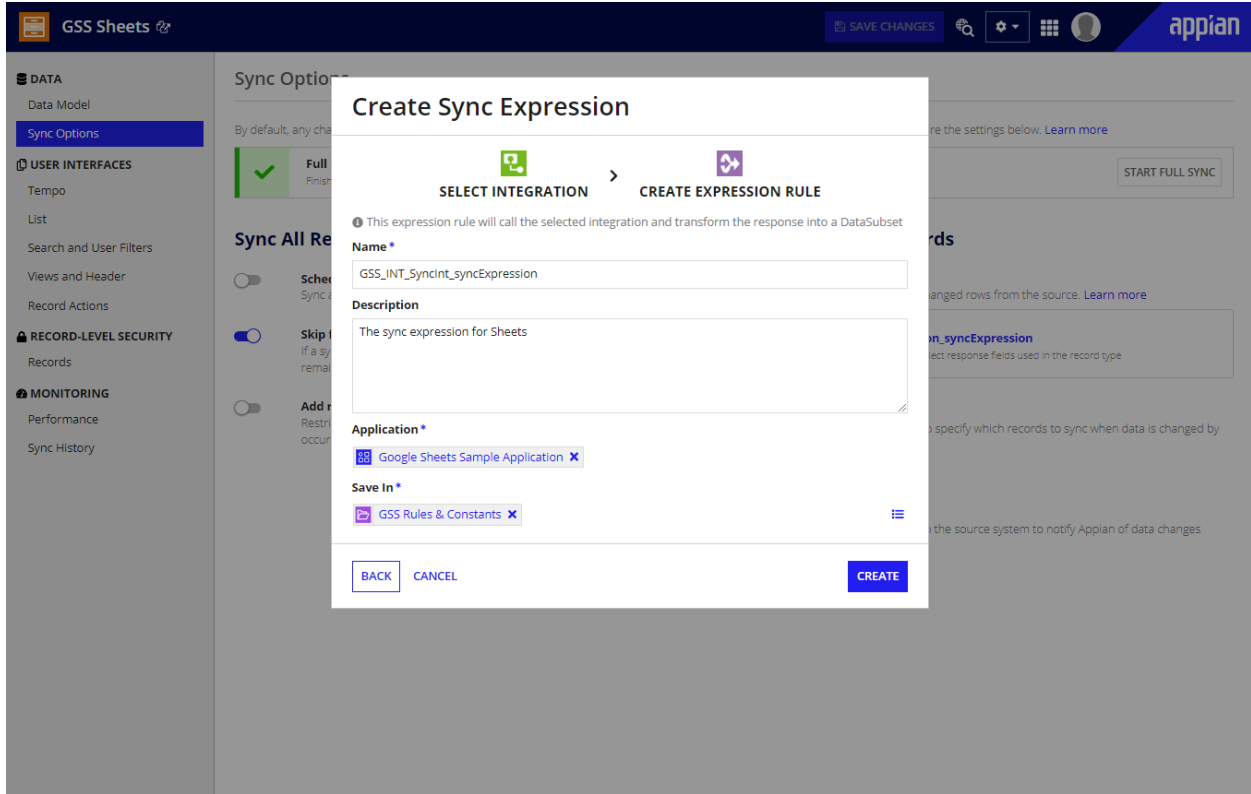 GSS Sheets
SAVE CHANGES
appian
DATA
Data Model
Sync Options
USER INTERFACES
Tempo
List
Search and User Filters
Views and Header
Record Actions
RECORD-LEVEL SECURITY
Records
MONITORING
Performance
Sync History
Sync Option
By default, any cha
re the settings below. Learn more
Full
Finish
START FULL SYNC
Sync All Re
rds
Sched
Sync a
anged rows from the source. Learn more
Skip f
If a sy
remai
on_syncExpression
lect response fields used in the record type
Add r
Restri
occur
o specify which records to sync when data is changed by
the source system to notify Appian of data changes
Create Sync Expression
SELECT INTEGRATION
CREATE EXPRESSION RULE
This expression rule will call the selected integration and transform the response into a DataSubset
Name *
GSS_INT_SyncInt_syncExpression
Description
The sync expression for Sheets
Application *
Google Sheets Sample Application
Save In *
GSS Rules & Constants
BACK
CANCEL
CREATE